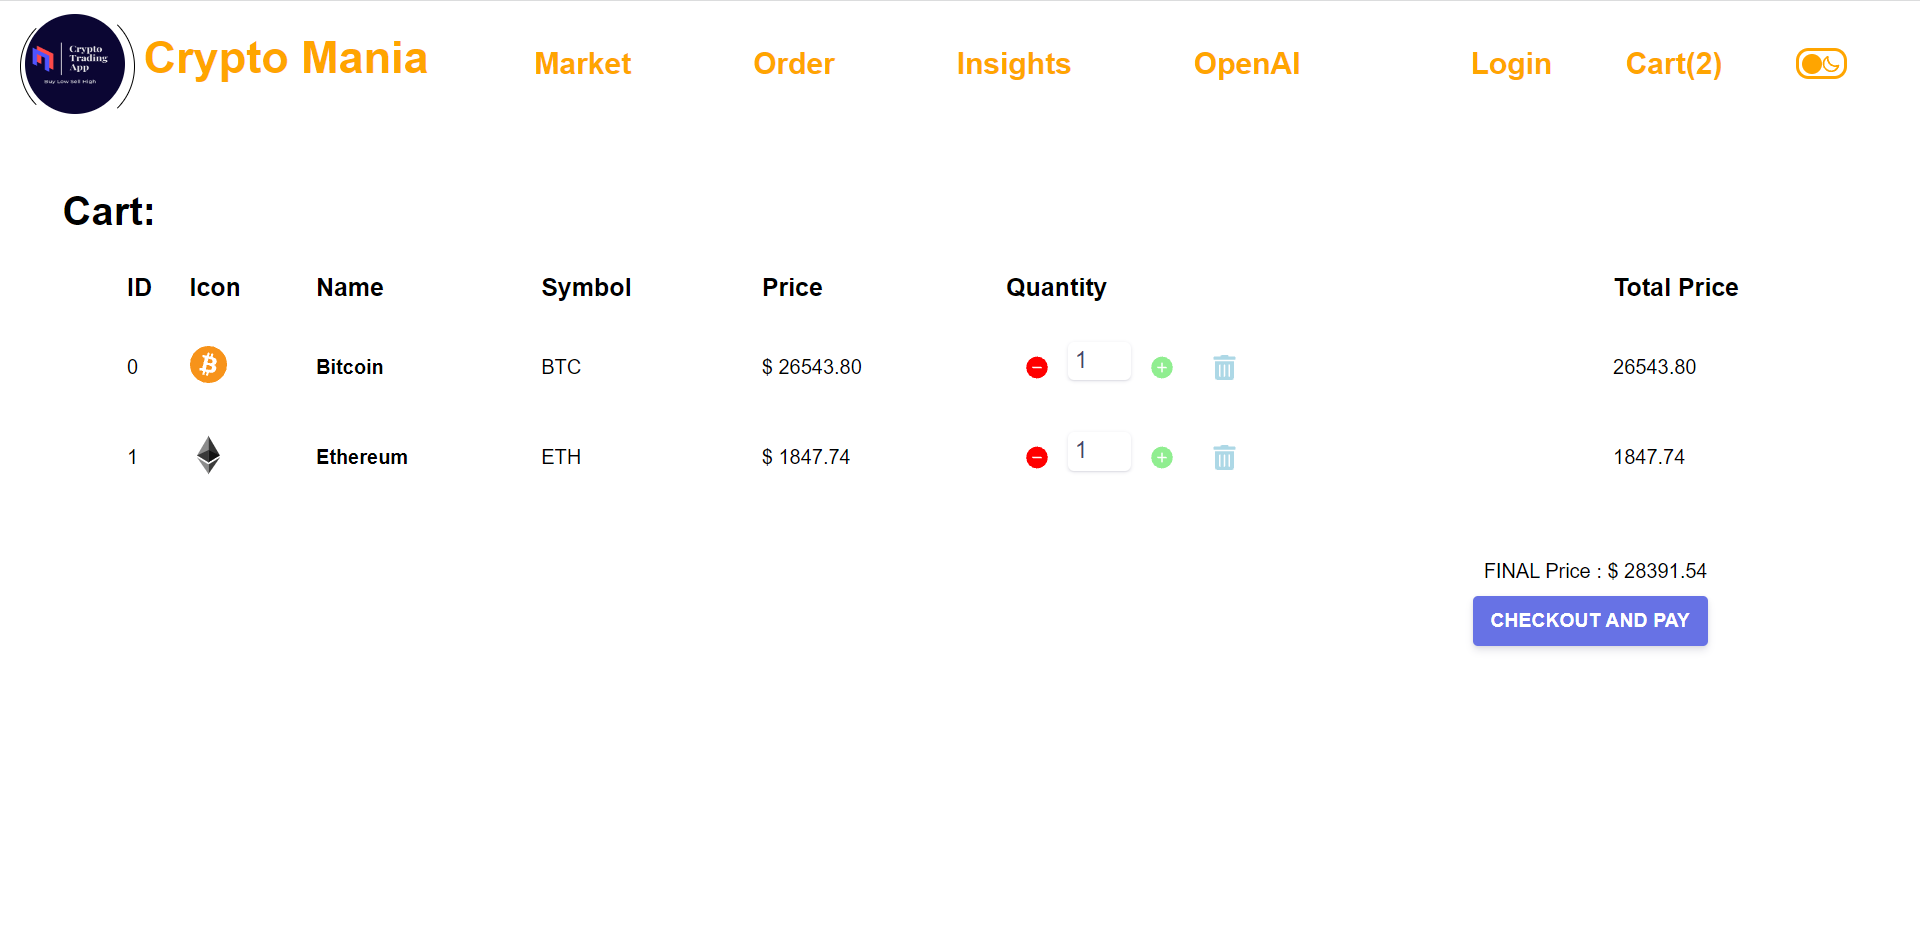 Crypto
Trading
App
Buy Low Sell High
Crypto Mania Market Order Insights OpenAI Login Cart(2)
Cart:
ID Icon Name Symbol Price Quantity Total Price
0 Bitcoin BTC $ 26543.80 1 26543.80
1 Ethereum ETH $ 1847.74 1 1847.74
FINAL Price : $ 28391.54
CHECKOUT AND PAY